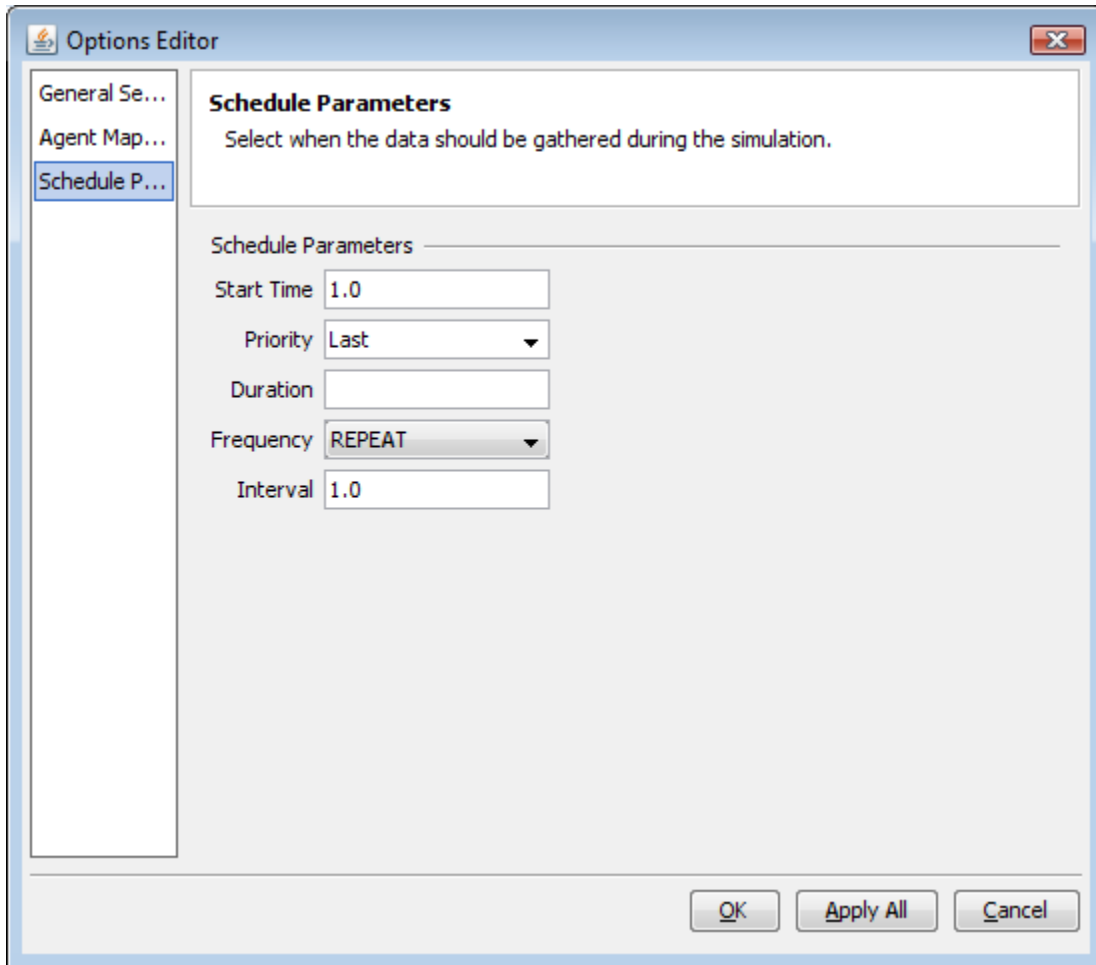 Options Editor
General Se...
Agent Map...
Schedule P...
Schedule Parameters
Select when the data should be gathered during the simulation.
Schedule Parameters
Start Time 1.0
Priority Last
Duration
Frequency REPEAT
Interval 1.0
OK Apply All Cancel